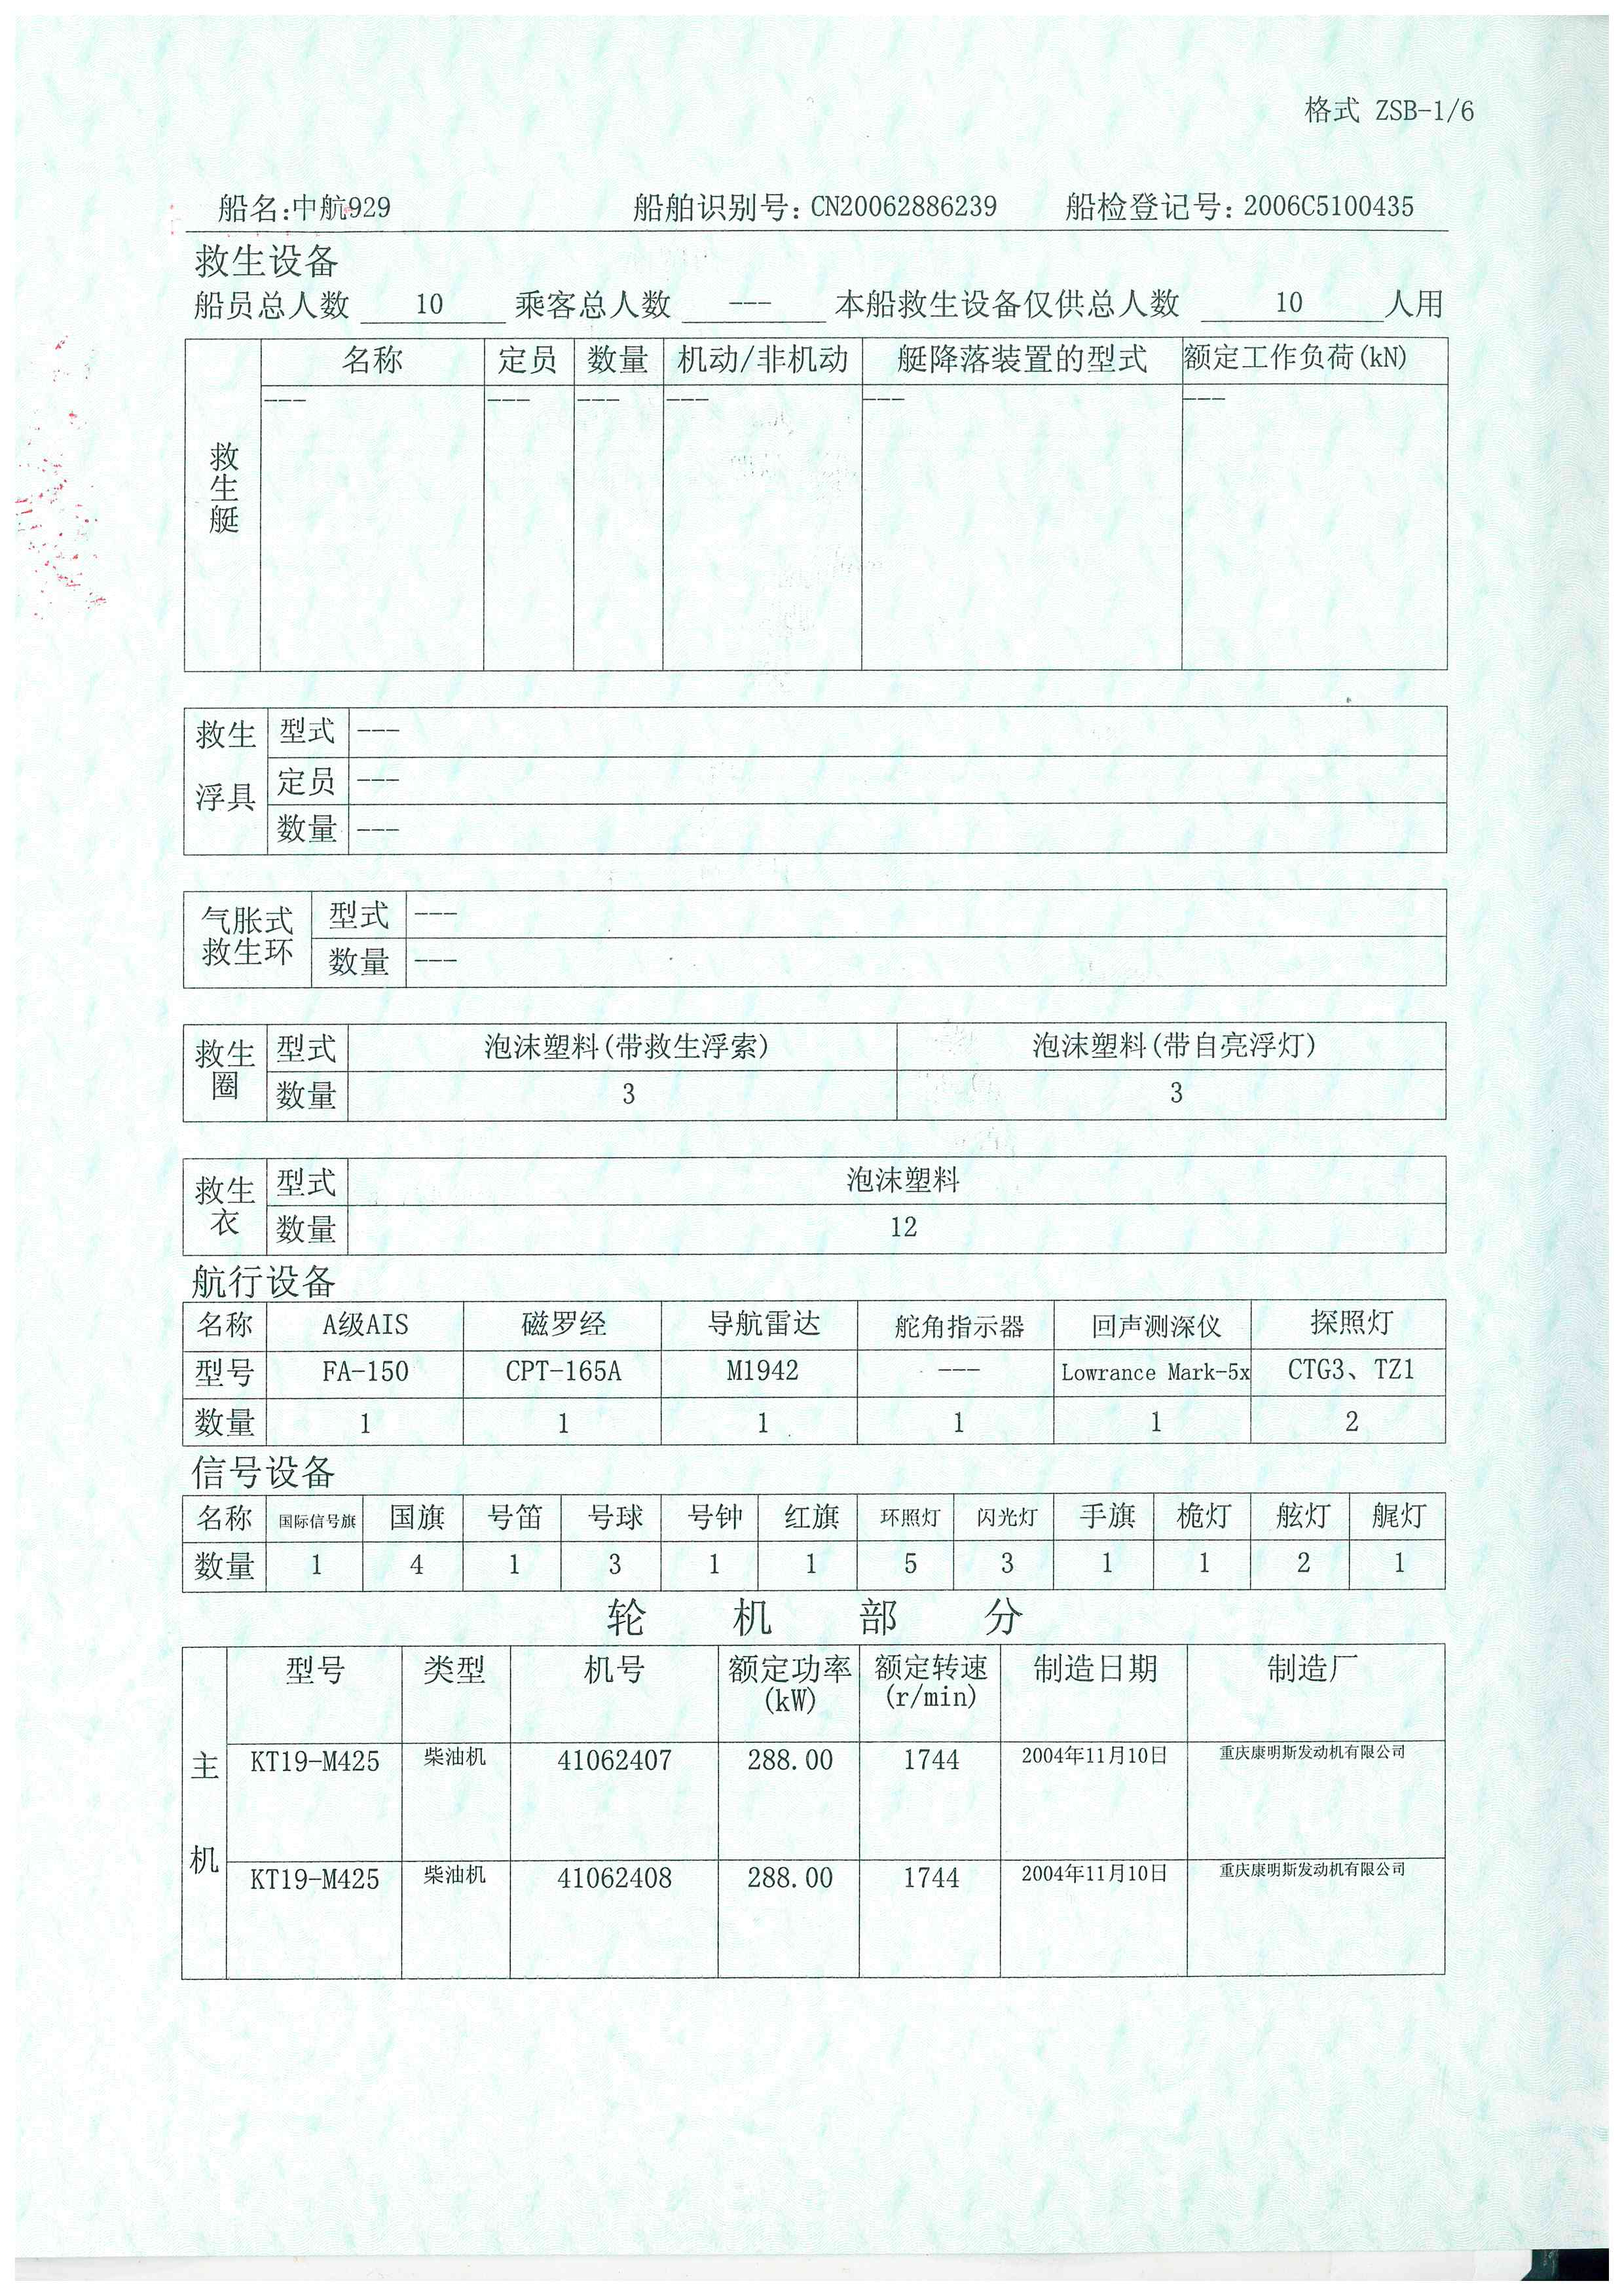 格式 ZSB-1/6
船名:中航929 船舶识别号:CN20062886239 船检登记号:2006C5100435
救生设备
船员总人数 10 乘客总人数 --- 本船救生设备仅供总人数 10 人用
救生艇
名称 定员 数量 机动/非机动 艇降落装置的型式 额定工作负荷(kN)
--- --- --- --- --- ---
救生浮具
型式 ---
定员 ---
数量 ---
气胀式救生环
型式 ---
数量 ---
救生圈
型式 泡沫塑料(带救生浮索) 泡沫塑料(带自亮浮灯)
数量 3 3
救生衣
型式 泡沫塑料
数量 12
航行设备
名称 A级AIS 磁罗经 导航雷达 舵角指示器 回声测深仪 探照灯
型号 FA-150 CPT-165A M1942 --- Lowrance Mark-5x CTG3、TZ1
数量 1 1 1 1 1 2
信号设备
名称 国际信号旗 国旗 号笛 号球 号钟 红旗 环照灯 闪光灯 手旗 桅灯 舷灯 艉灯
数量 1 4 1 3 1 1 5 3 1 1 2 1
轮机部分
主机
型号 类型 机号 额定功率(kW) 额定转速(r/min) 制造日期 制造厂
KT19-M425 柴油机 41062407 288.00 1744 2004年11月10日 重庆康明斯发动机有限公司
KT19-M425 柴油机 41062408 288.00 1744 2004年11月10日 重庆康明斯发动机有限公司